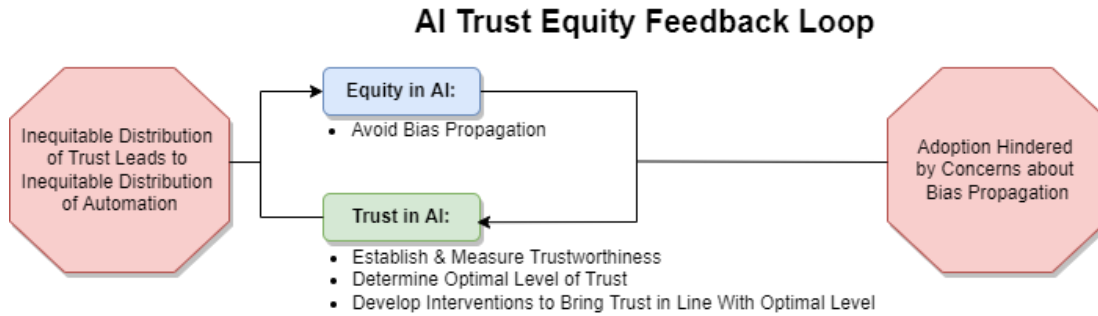 AI Trust Equity Feedback Loop
Inequitable Distribution
of Trust Leads to
Inequitable Distribution
of Automation
Equity in AI:
• Avoid Bias Propagation
Trust in AI:
• Establish & Measure Trustworthiness
• Determine Optimal Level of Trust
• Develop Interventions to Bring Trust in Line With Optimal Level
Adoption Hindered
by Concerns about
Bias Propagation